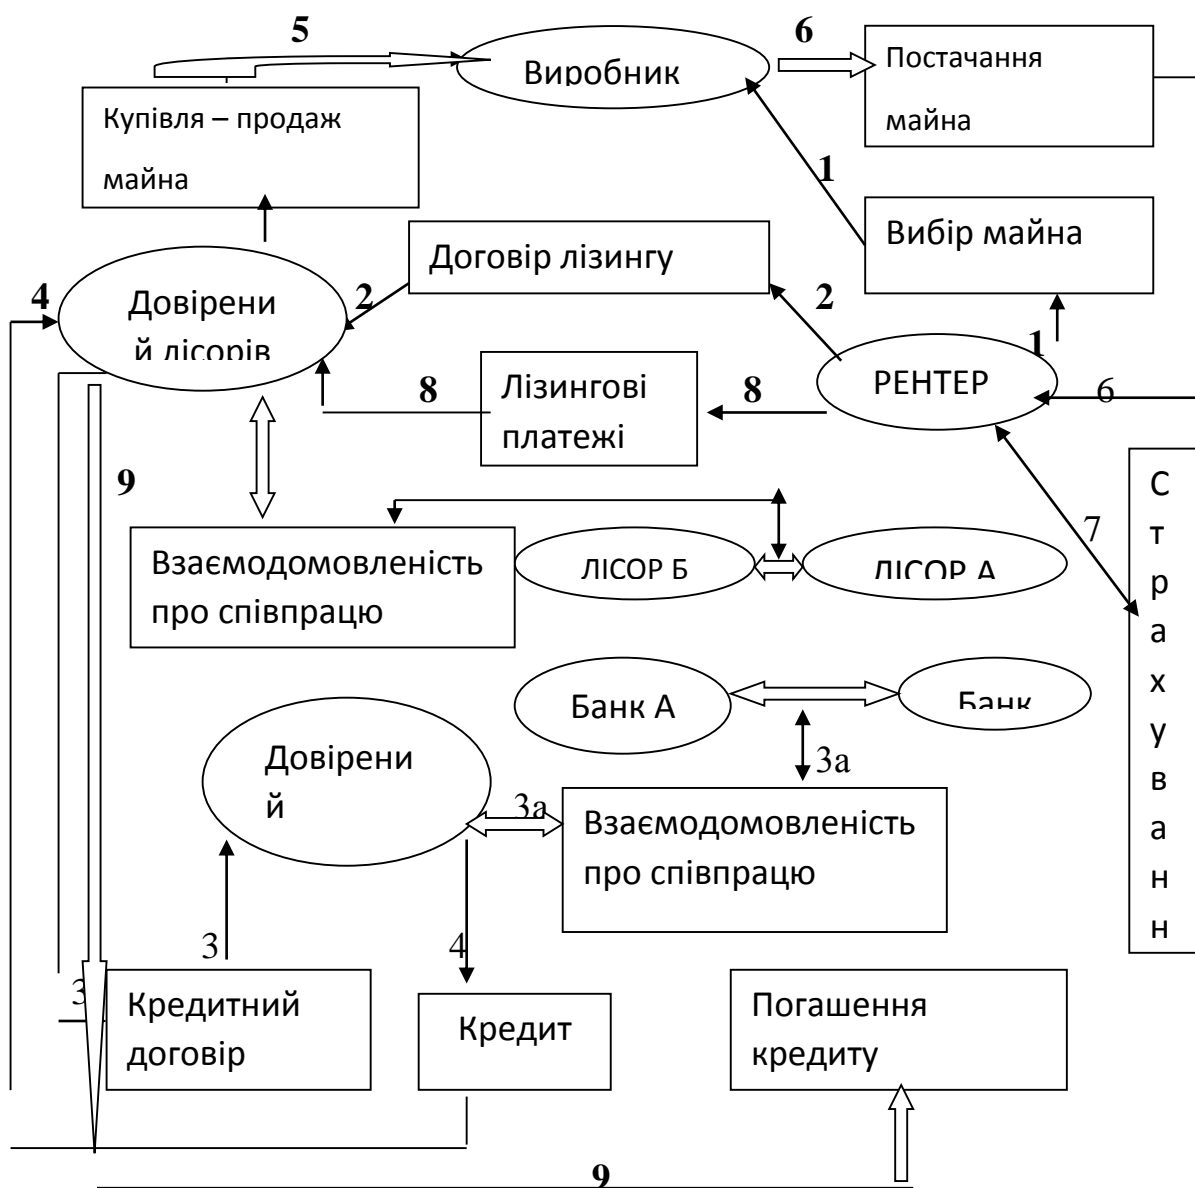 5
6
Виробник
Постачання
майна
Купівля – продаж
майна
1
Вибір майна
Договір лізингу
4
2
2
Довірени
й лісорів
1
8
Лізингові
платежі
8
РЕНТЕР
6
9
С
т
р
а
х
у
в
а
н
н
7
Взаємодомовленість
про співпрацю
ЛІСОР Б
ЛІСОР А
Банк А
Банк
Довірени
й
3а
3а
Взаємодомовленість
про співпрацю
3
4
3
Кредитний
договір
Кредит
Погашення
кредиту
9